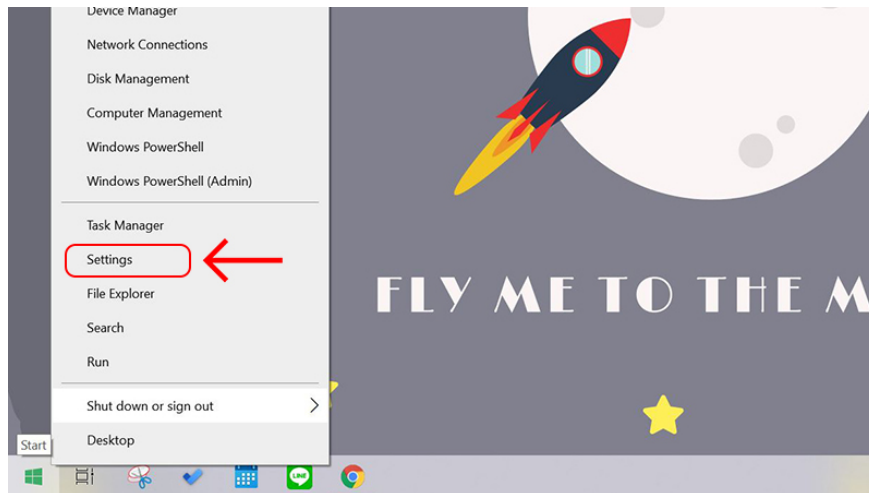 Device Manager
Network Connections
Disk Management
Computer Management
Windows PowerShell
Windows PowerShell (Admin)
Task Manager
Settings
File Explorer
Search
Run
Shut down or sign out
Desktop
Start
FLY ME TO THE M
LINE